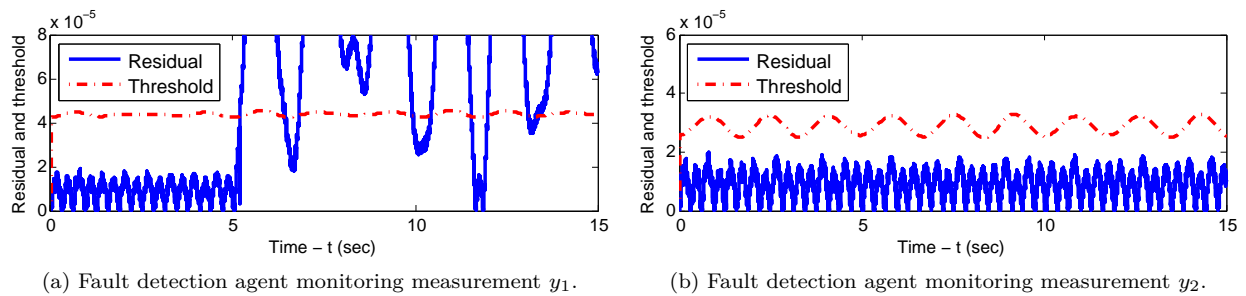 x 10⁻⁵
Residual and threshold
8
6
4
2
0
Residual
Threshold
0
5
10
15
Time − t (sec)
(a) Fault detection agent monitoring measurement y₁.
x 10⁻⁵
Residual and threshold
6
4
2
0
Residual
Threshold
0
5
10
15
Time − t (sec)
(b) Fault detection agent monitoring measurement y₂.